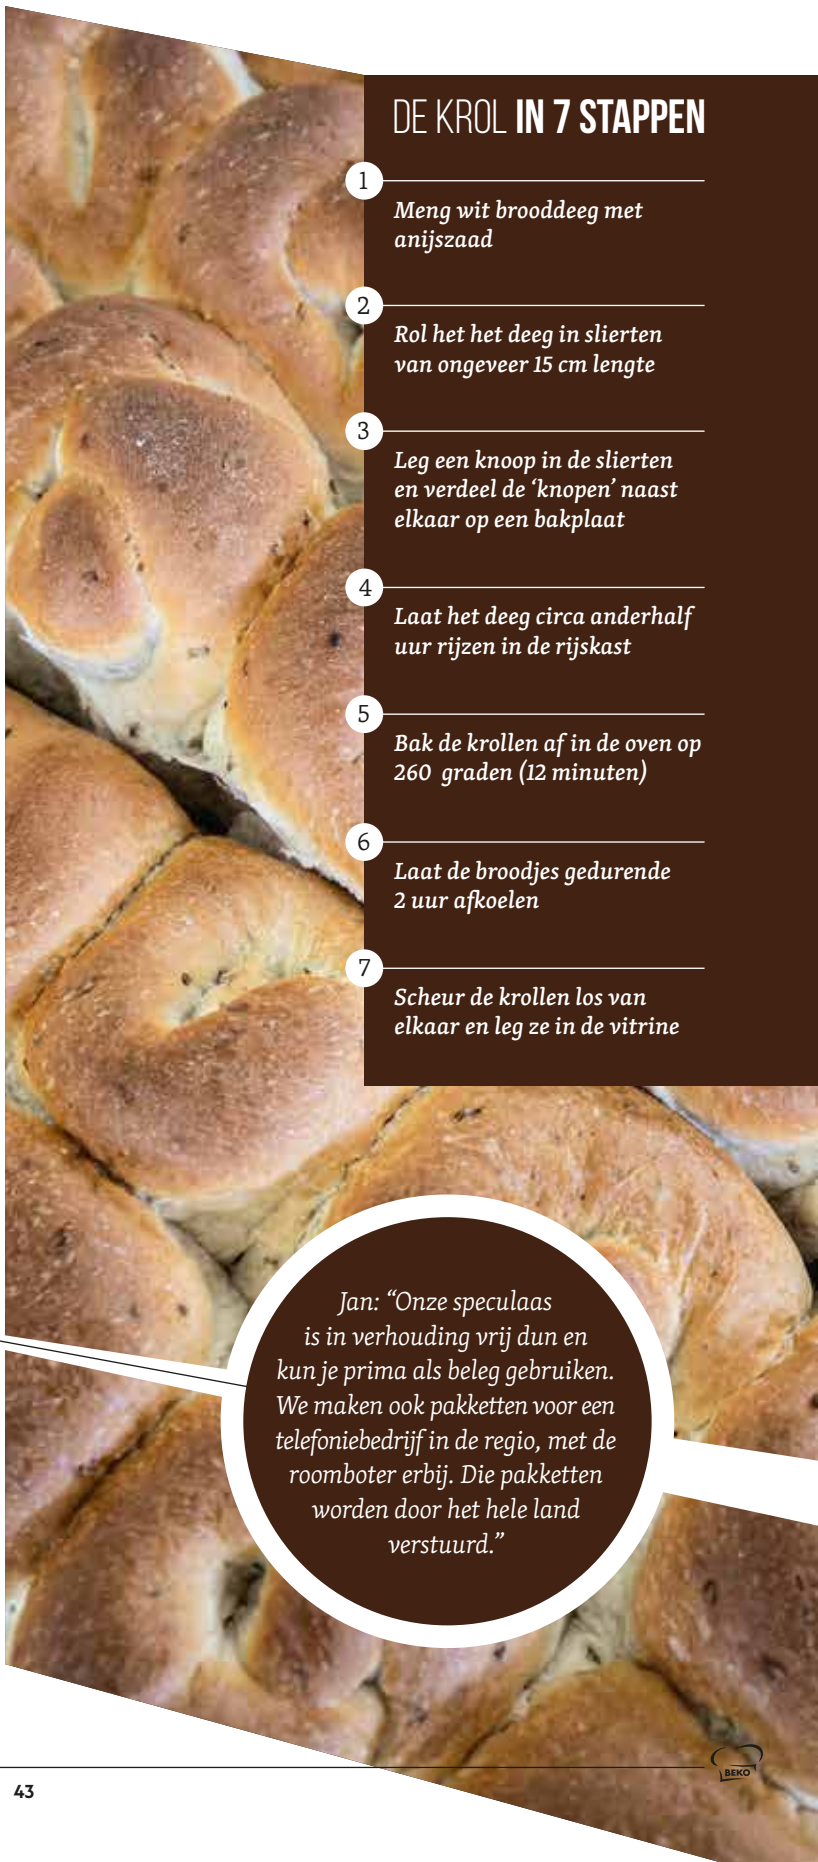 DE KROL IN 7 STAPPEN
1
Meng wit brooddeeg met
anijszaad
2
Rol het het deeg in slierten
van ongeveer 15 cm lengte
3
Leg een knoop in de slierten
en verdeel de ‘knopen’ naast
elkaar op een bakplaat
4
Laat het deeg circa anderhalf
uur rijzen in de rijskast
5
Bak de krollen af in de oven op
260 graden (12 minuten)
6
Laat de broodjes gedurende
2 uur afkoelen
7
Scheur de krollen los van
elkaar en leg ze in de vitrine
Jan: “Onze speculaas
is in verhouding vrij dun en
kun je prima als beleg gebruiken.
We maken ook pakketten voor een
telefoniebedrijf in de regio, met de
roomboter erbij. Die pakketten
worden door het hele land
verstuurd.”
BEKO
43